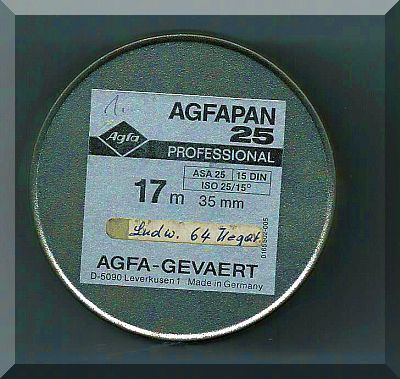 AGFAPAN
25
Agfa
PROFESSIONAL
ASA 25 15 DIN
ISO 25/15°
17 m 35 mm
Ludw. 64
AGFA-GEVAERT
D-5090 Leverkusen 1 Made in Germany